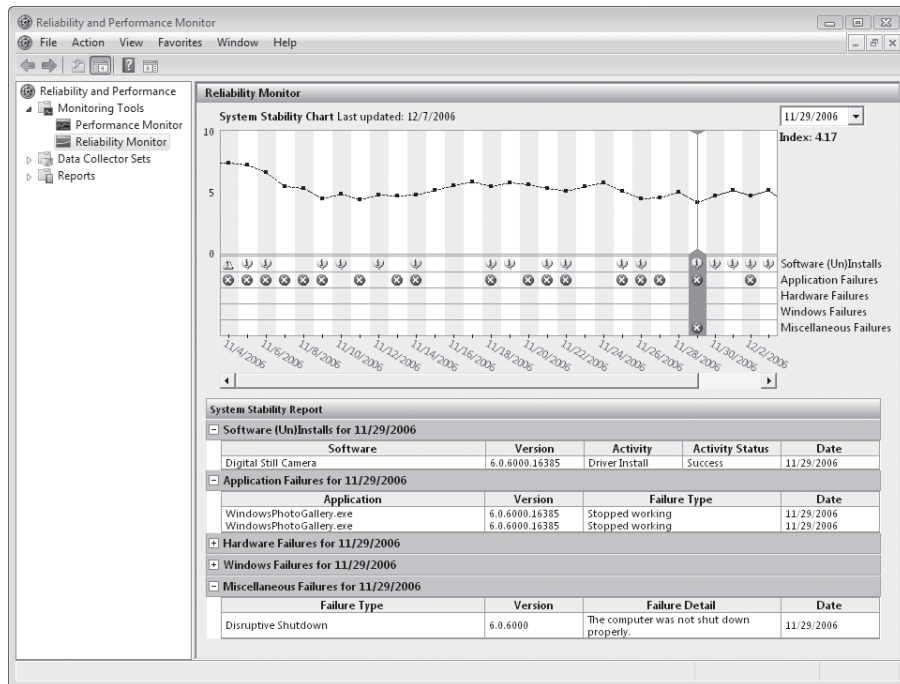 Reliability and Performance Monitor
File Action View Favorites Window Help
Reliability and Performance
Monitoring Tools
Performance Monitor
Reliability Monitor
Data Collector Sets
Reports
Reliability Monitor
System Stability Chart Last updated: 12/7/2006
11/29/2006
Index: 4.17
10
5
0
Software (Un)Installs
Application Failures
Hardware Failures
Windows Failures
Miscellaneous Failures
11/4/2006 11/6/2006 11/8/2006 11/10/2006 11/12/2006 11/14/2006 11/16/2006 11/18/2006 11/20/2006 11/22/2006 11/24/2006 11/26/2006 11/28/2006 11/30/2006 12/2/2006
System Stability Report
Software (Un)Installs for 11/29/2006
Software Version Activity Activity Status Date
Digital Still Camera 6.0.6000.16385 Driver Install Success 11/29/2006
Application Failures for 11/29/2006
Application Version Failure Type Date
WindowsPhotoGallery.exe 6.0.6000.16385 Stopped working 11/29/2006
WindowsPhotoGallery.exe 6.0.6000.16385 Stopped working 11/29/2006
Hardware Failures for 11/29/2006
Windows Failures for 11/29/2006
Miscellaneous Failures for 11/29/2006
Failure Type Version Failure Detail Date
Disruptive Shutdown 6.0.6000 The computer was not shut down properly. 11/29/2006